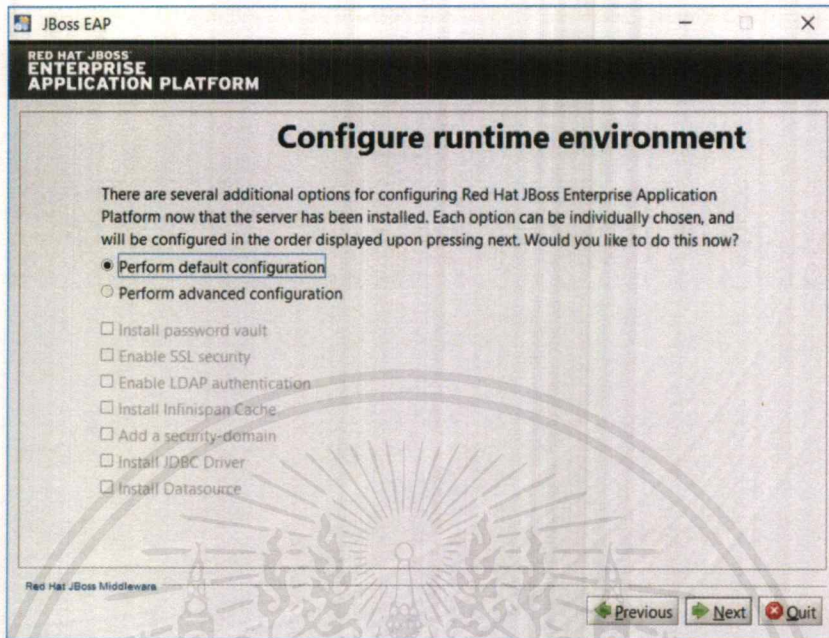 JBoss EAP
RED HAT JBOSS
ENTERPRISE
APPLICATION PLATFORM
Configure runtime environment
There are several additional options for configuring Red Hat JBoss Enterprise Application
Platform now that the server has been installed. Each option can be individually chosen, and
will be configured in the order displayed upon pressing next. Would you like to do this now?
Perform default configuration
Perform advanced configuration
Install password vault
Enable SSL security
Enable LDAP authentication
Install Infinispan Cache
Add a security-domain
Install JDBC Driver
Install Datasource
Red Hat JBoss Middleware
Previous Next Quit